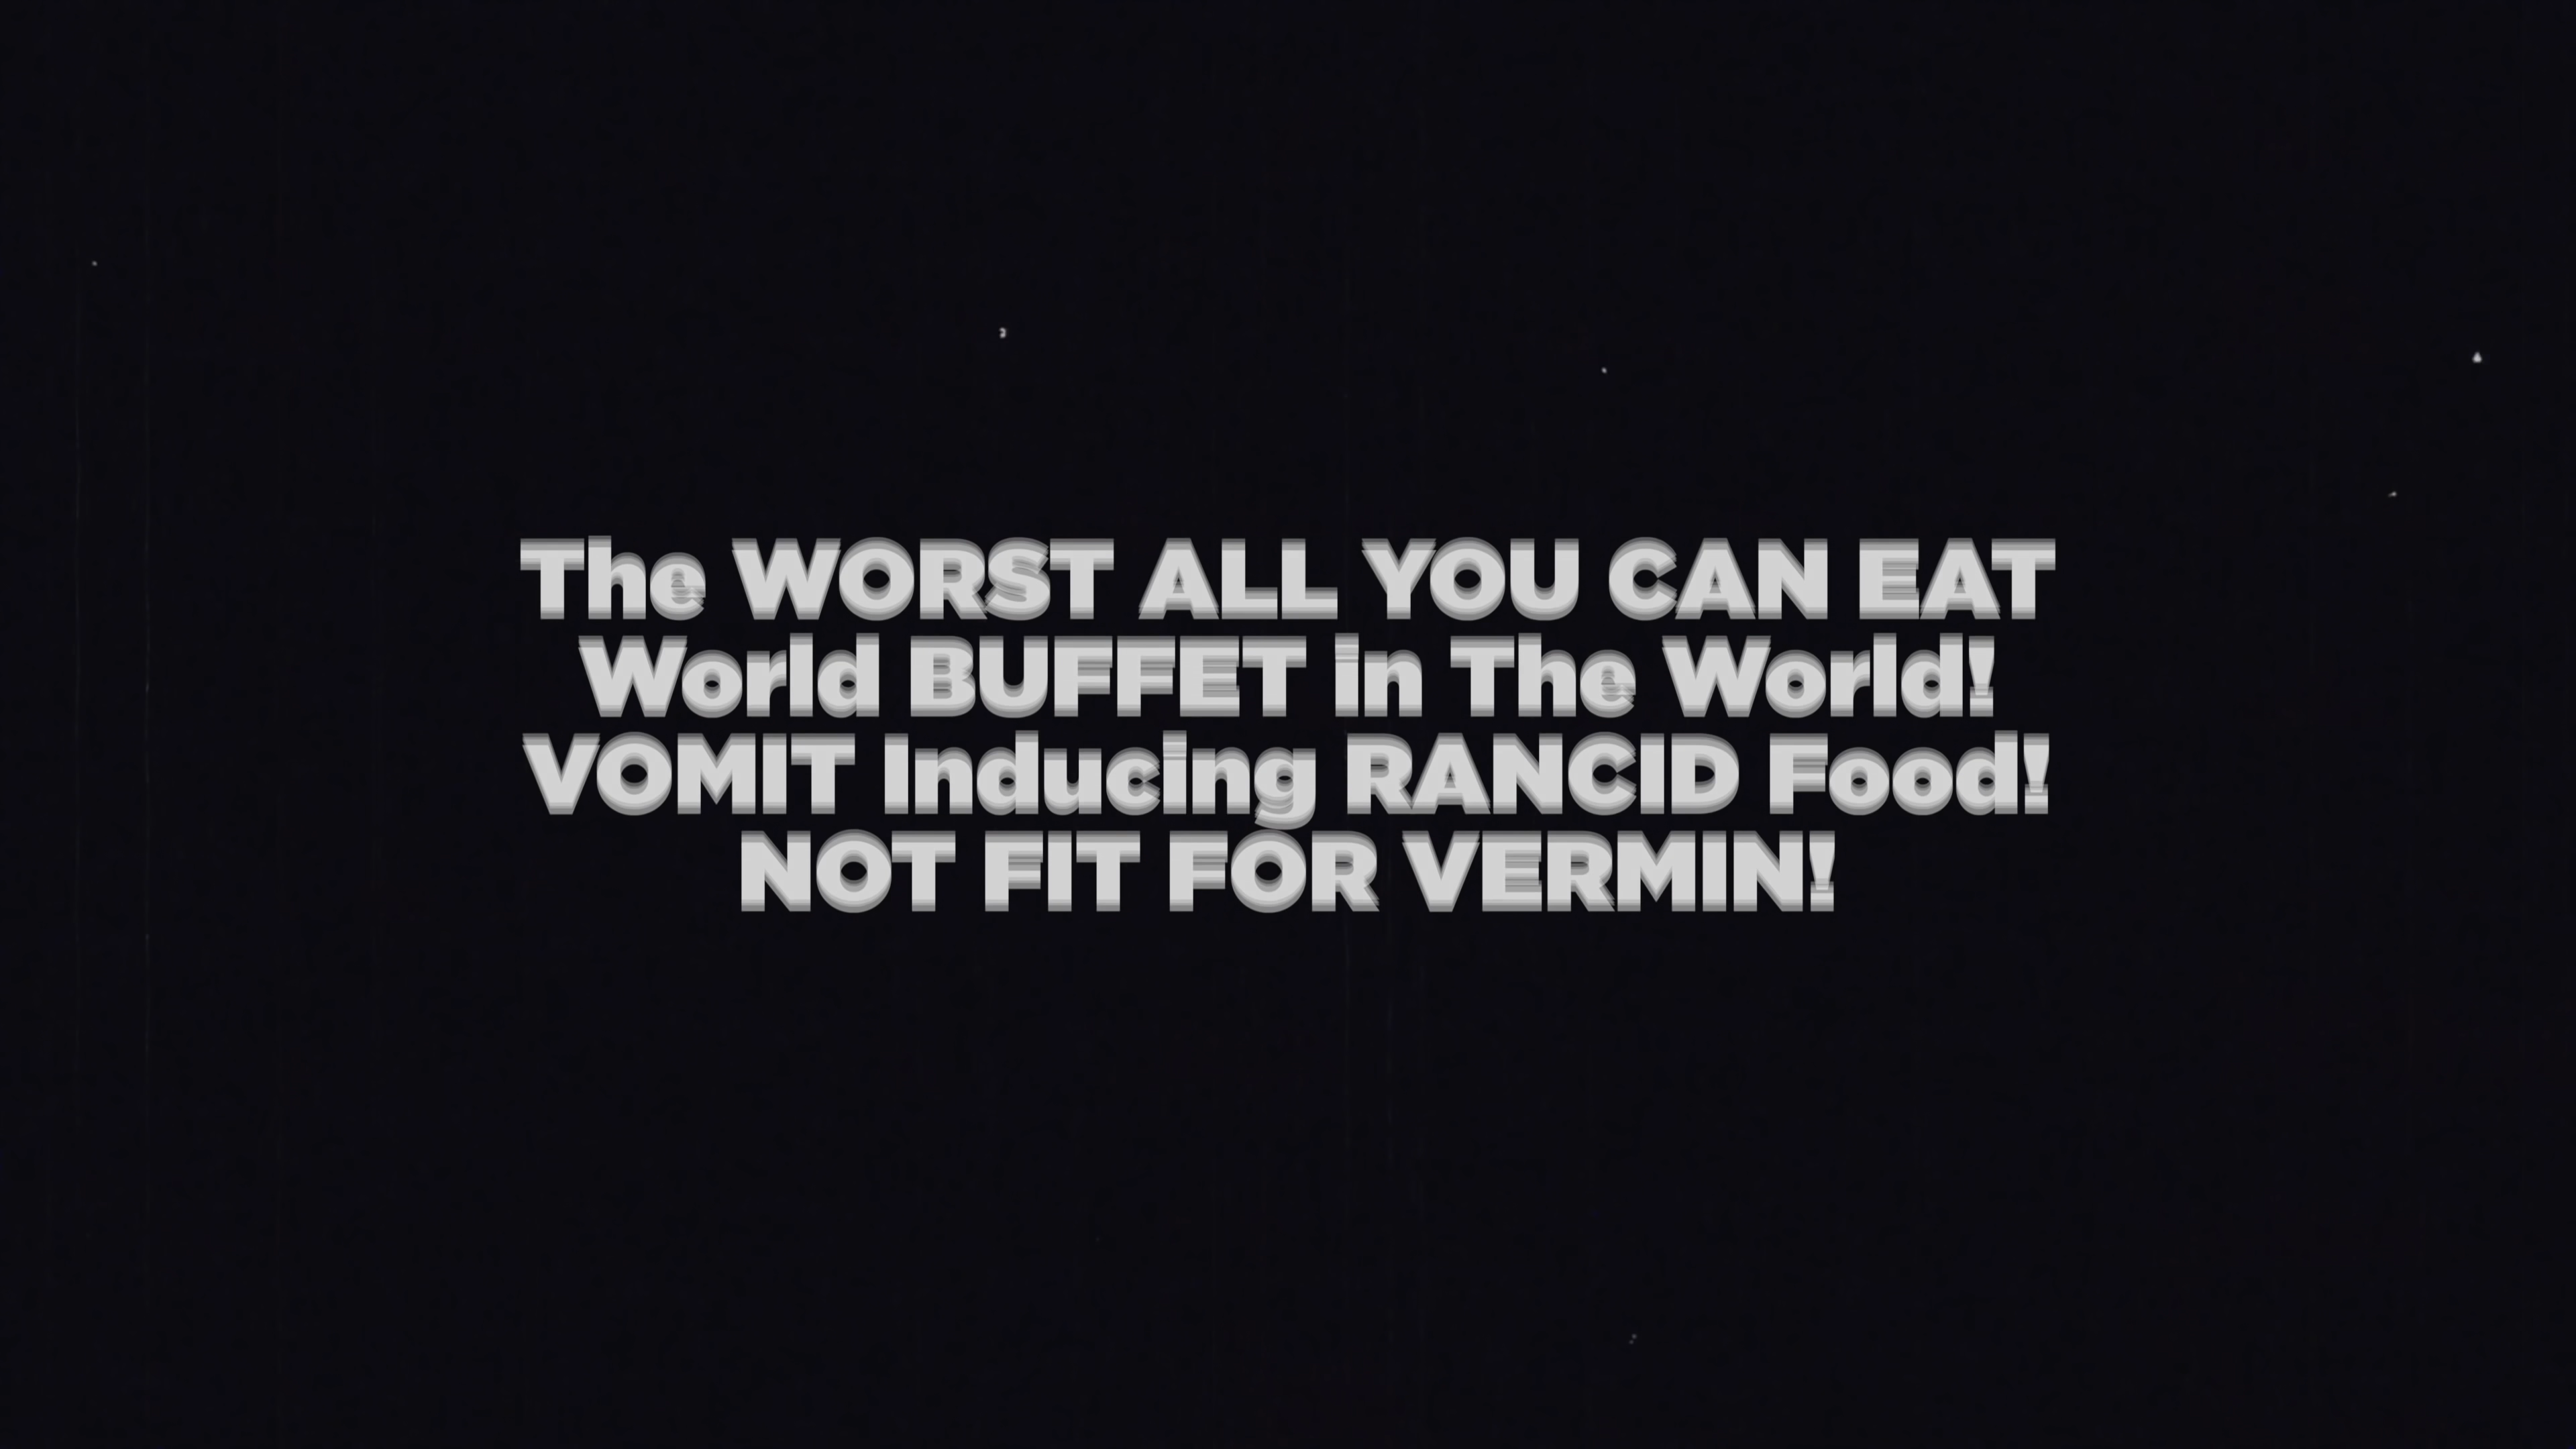 The WORST ALL YOU CAN EAT
World BUFFET in The World!
VOMIT Inducing RANCID Food!
NOT FIT FOR VERMIN!